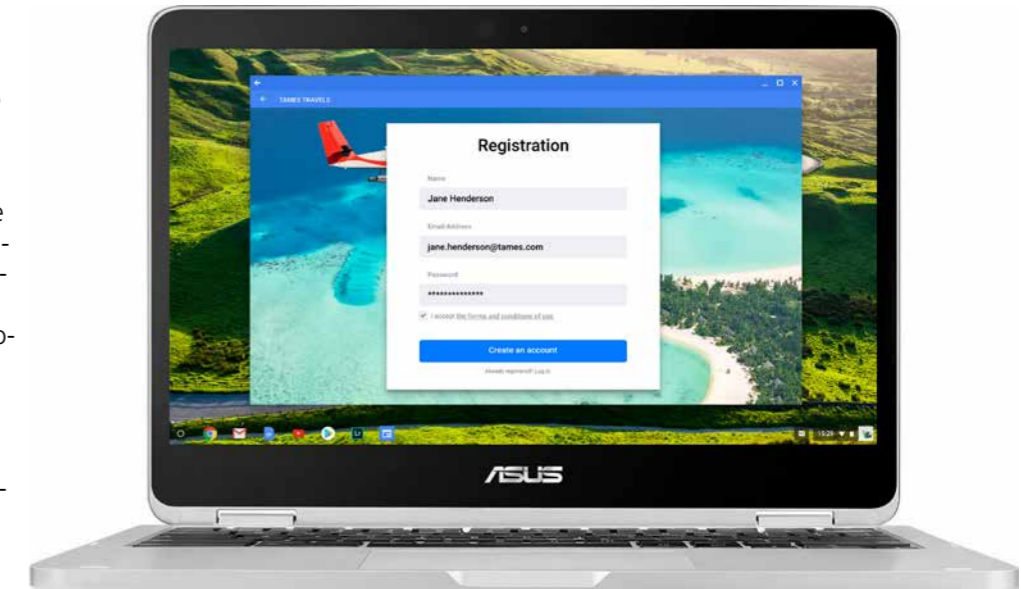 TAMES TRAVELS
Registration
Name
Jane Henderson
Email Address
jane.henderson@tames.com
Password
**************
I accept the terms and conditions of use
Create an account
Already registered? Log in
Lr
ASUS